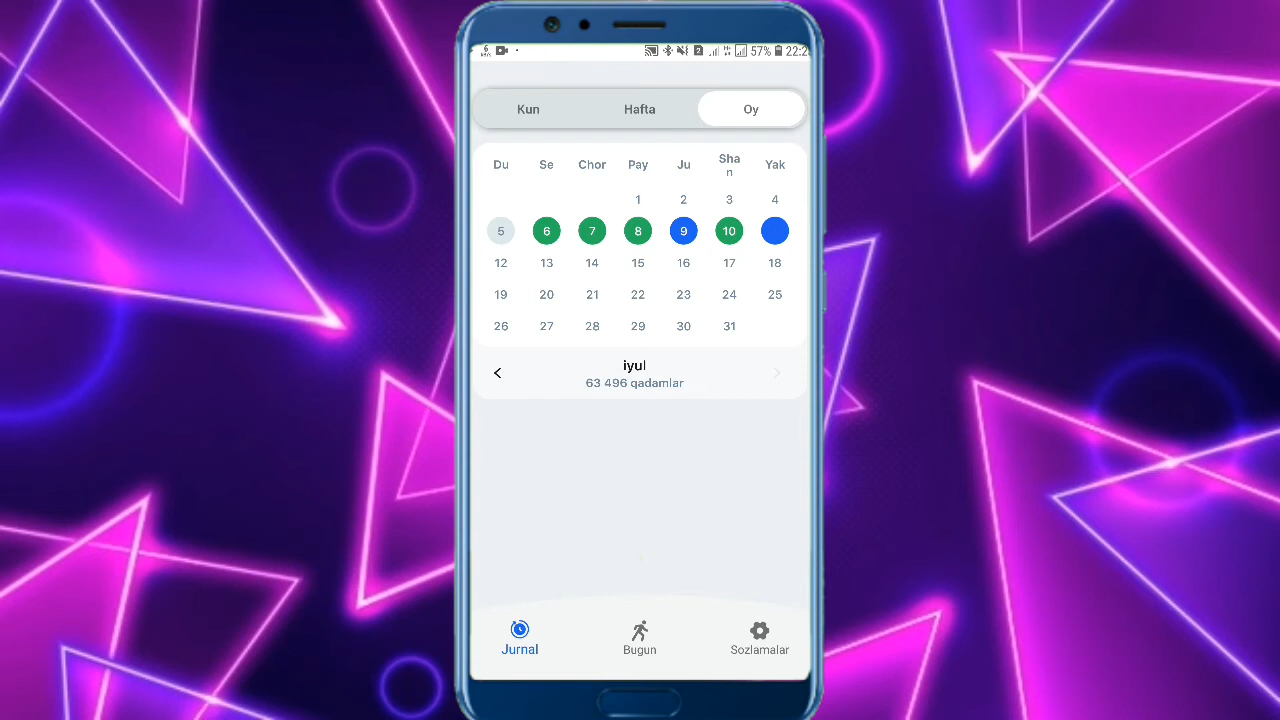 57% 22:2
Kun Hafta Oy
Du Se Chor Pay Ju Shan Yak
1 2 3 4
5 6 7 8 9 10
12 13 14 15 16 17 18
19 20 21 22 23 24 25
26 27 28 29 30 31
iyul
63 496 qadamlar
Jurnal Bugun Sozlamalar